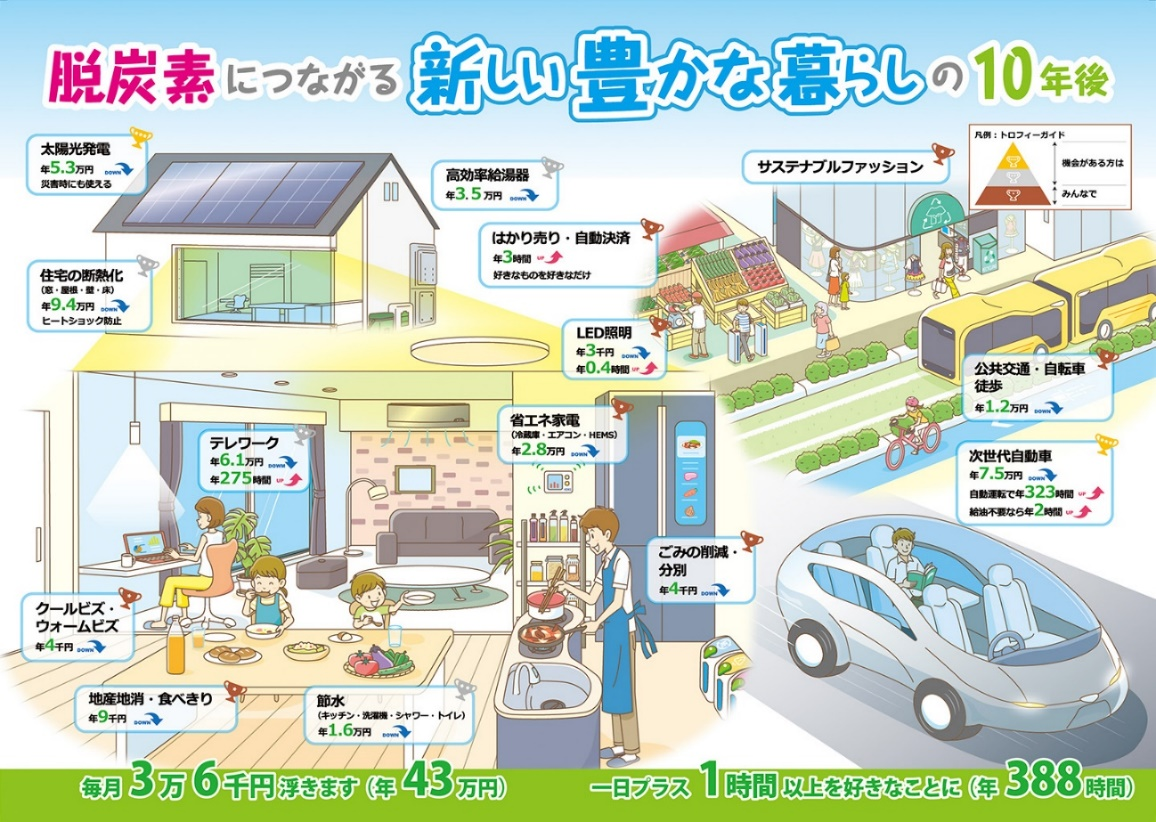 脱炭素につながる新しい豊かな暮らしの10年後
太陽光発電
年5.3万円 DOWN
災害時にも使える
高効率給湯器
年3.5万円 DOWN
サステナブルファッション
凡例：トロフィーガイド
機会がある方は
みんなで
はかり売り・自動決済
年3時間 UP
好きなものを好きなだけ
住宅の断熱化
（窓・屋根・壁・床）
年9.4万円 DOWN
ヒートショック防止
LED照明
年3千円 DOWN
年0.4時間 UP
公共交通・自転車
徒歩
年1.2万円 DOWN
省エネ家電
（冷蔵庫・エアコン・HEMS）
年2.8万円 DOWN
テレワーク
年6.1万円 DOWN
年275時間 UP
次世代自動車
年7.5万円 DOWN
自動運転で年323時間 UP
給油不要なら年2時間 UP
ごみの削減・
分別
年4千円 DOWN
クールビズ・
ウォームビズ
年4千円 DOWN
地産地消・食べきり
年9千円 DOWN
節水
（キッチン・洗濯機・シャワー・トイレ）
年1.6万円 DOWN
毎月3万6千円浮きます（年43万円）
一日プラス1時間以上を好きなことに（年388時間）